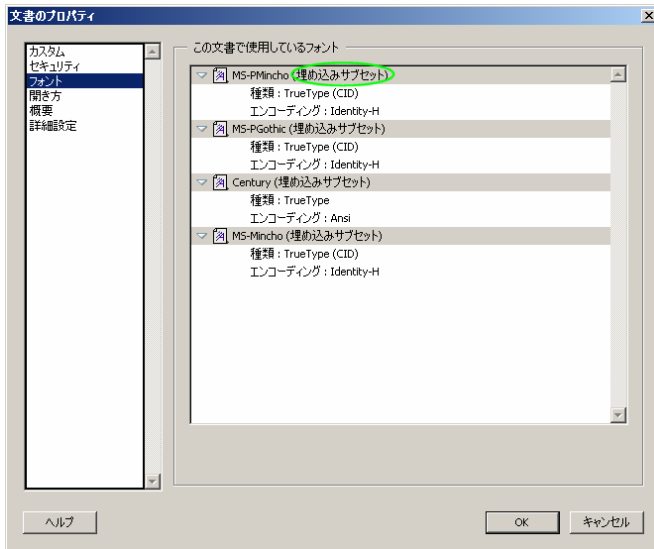 文書のプロパティ
カスタム
セキュリティ
フォント
開き方
概要
詳細設定
この文書で使用しているフォント
MS-PMincho (埋め込みサブセット)
種類 : TrueType (CID)
エンコーディング : Identity-H
MS-PGothic (埋め込みサブセット)
種類 : TrueType (CID)
エンコーディング : Identity-H
Century (埋め込みサブセット)
種類 : TrueType
エンコーディング : Ansi
MS-Mincho (埋め込みサブセット)
種類 : TrueType (CID)
エンコーディング : Identity-H
ヘルプ
OK
キャンセル